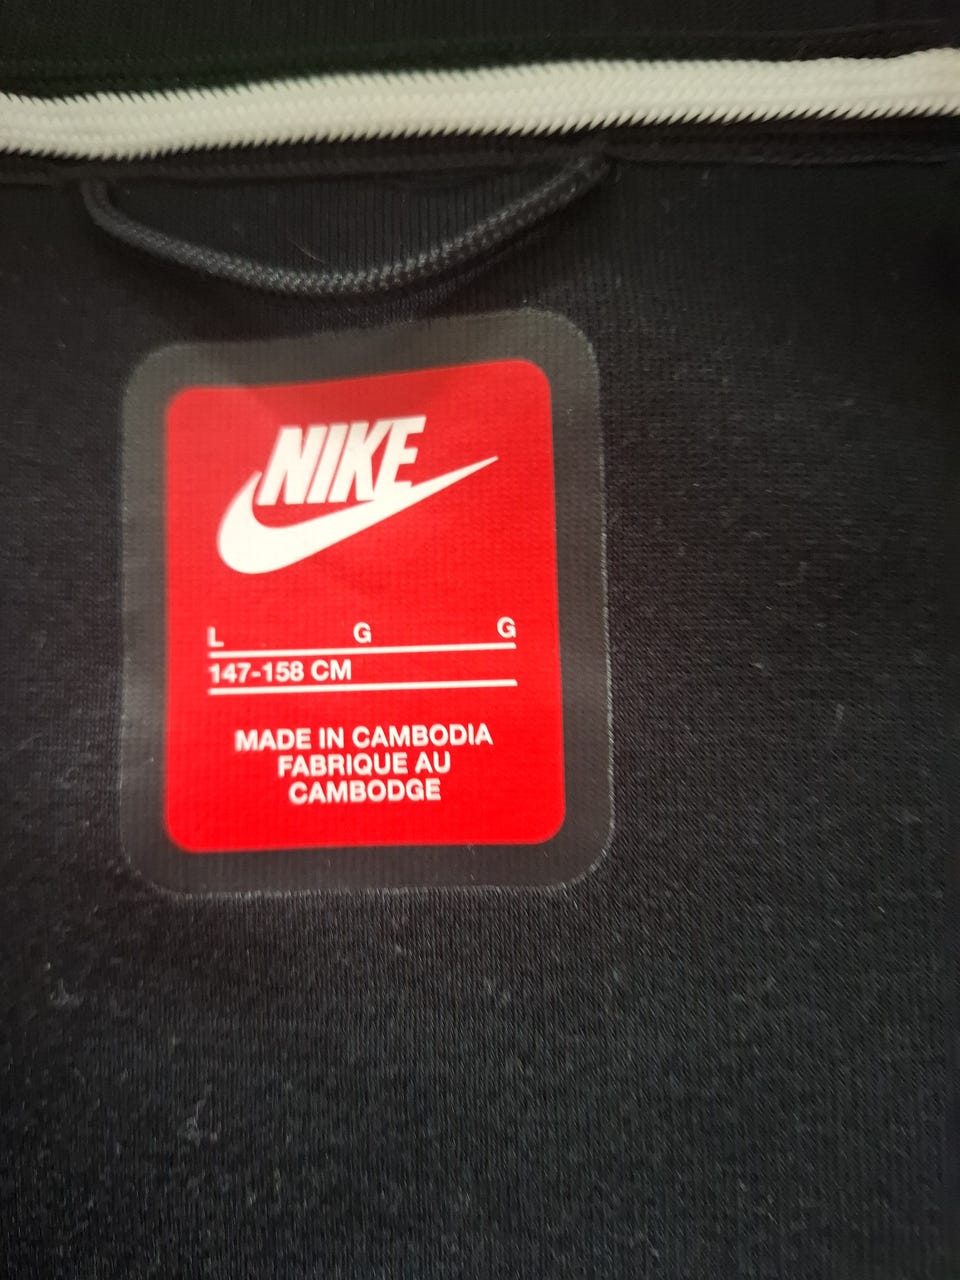 NIKE
L G G
147-158 CM
MADE IN CAMBODIA
FABRIQUE AU
CAMBODGE